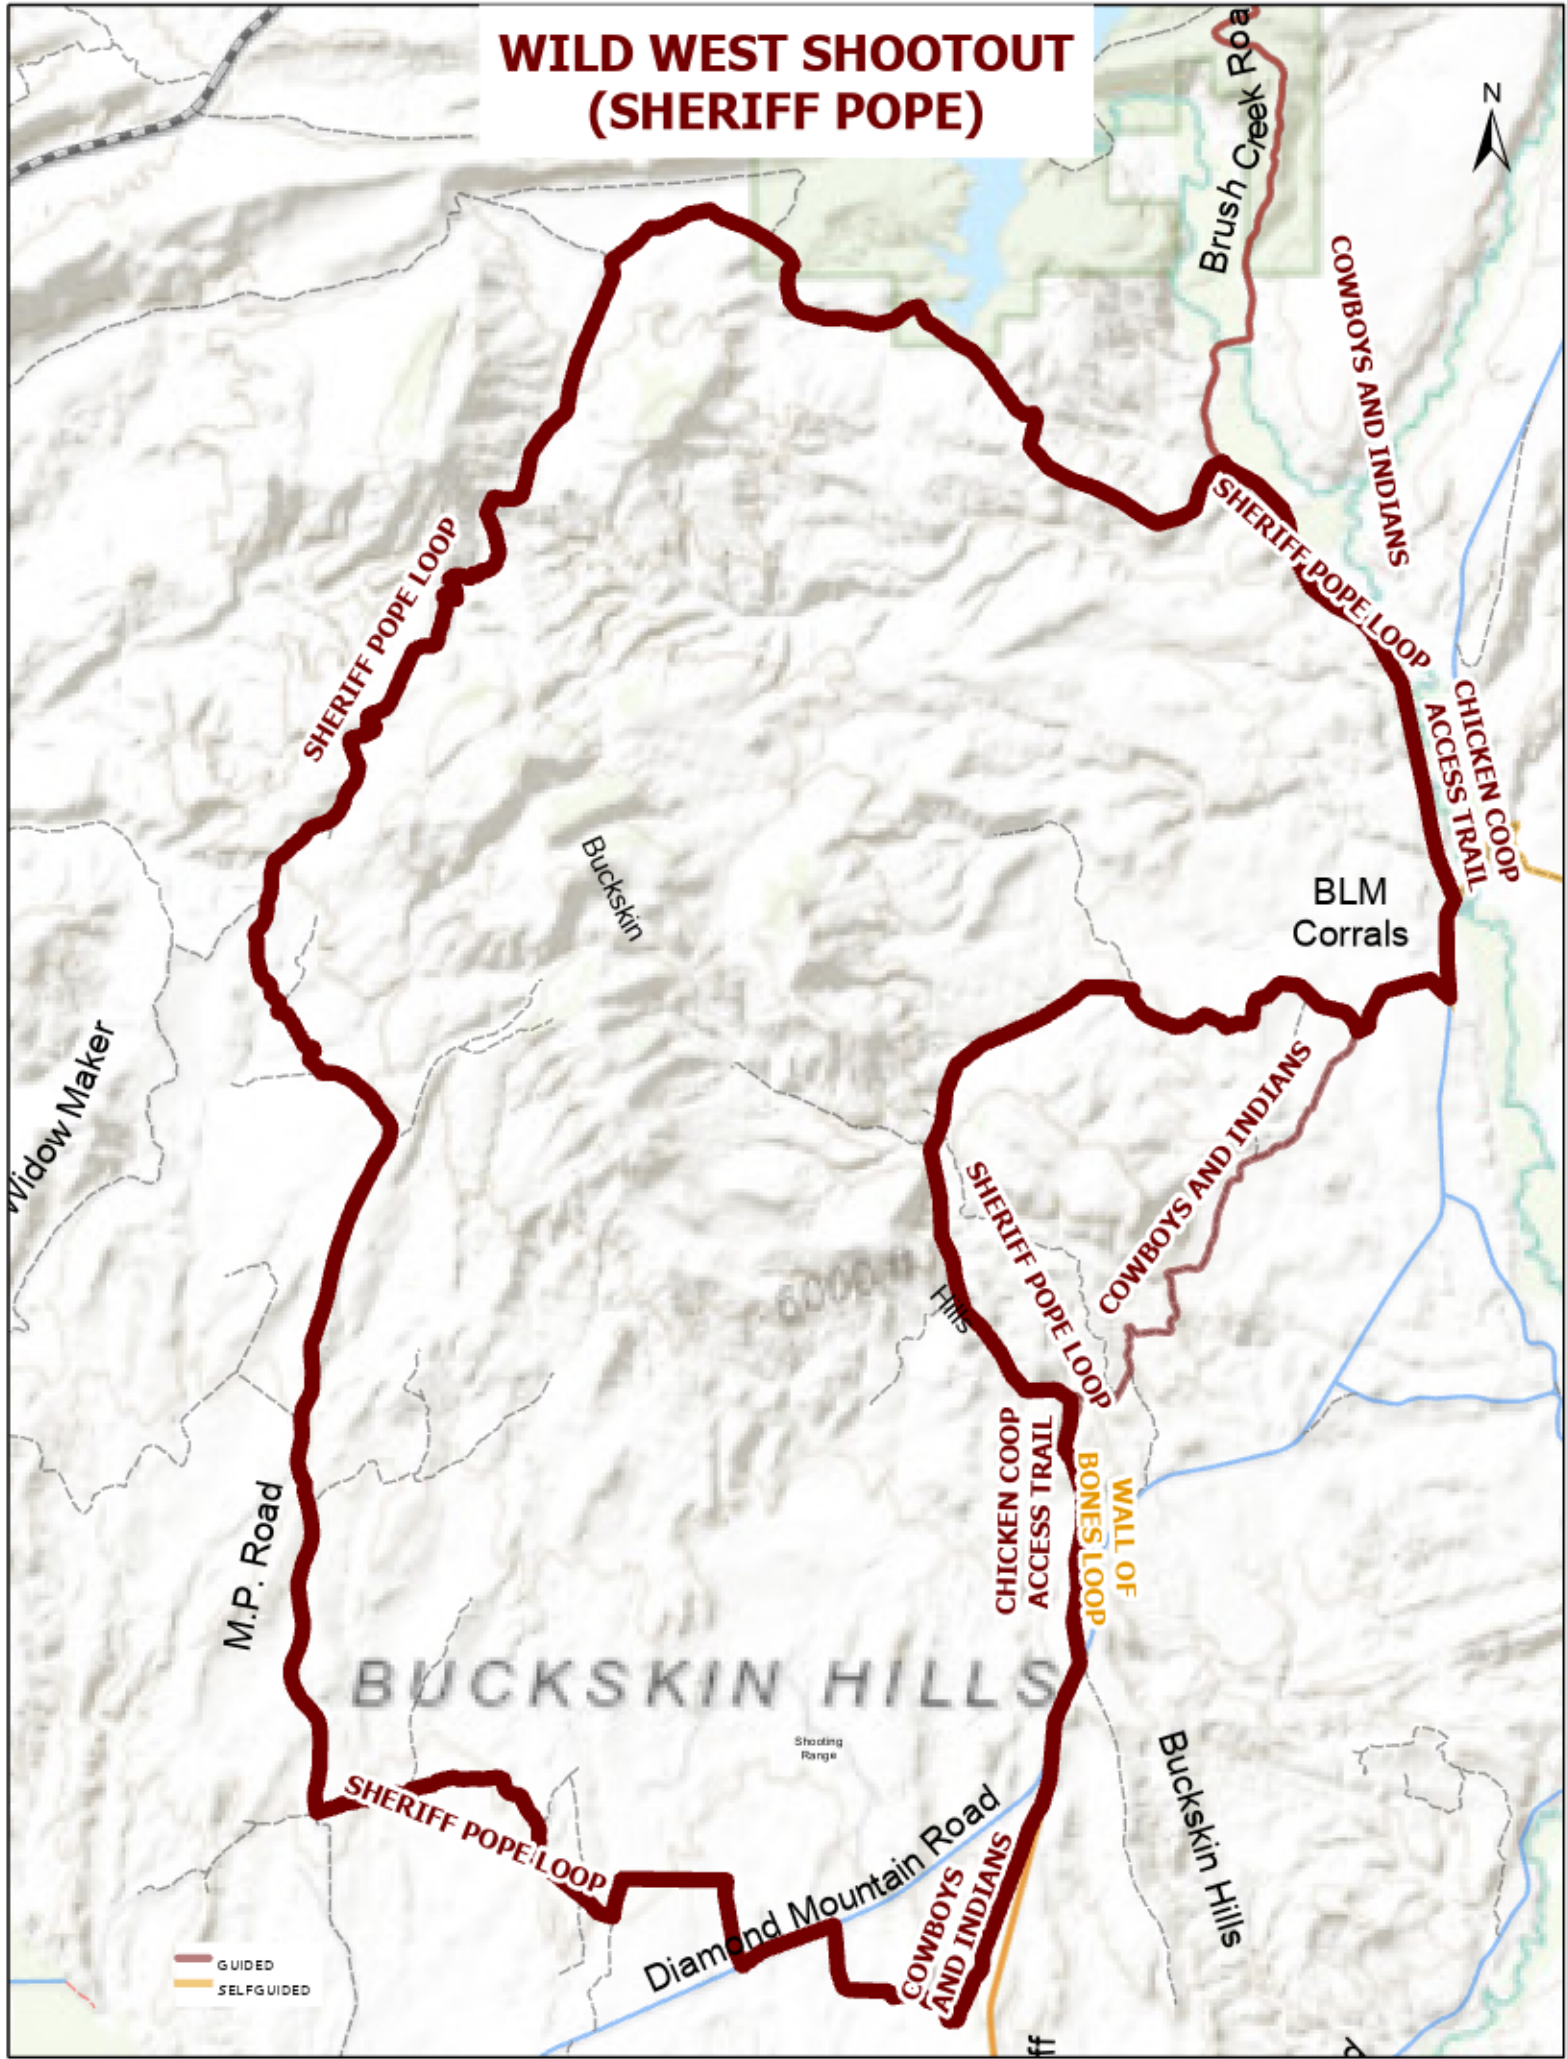 WILD WEST SHOOTOUT
(SHERIFF POPE)
N
Brush Creek Roa
COWBOYS AND INDIANS
SHERIFF POPE LOOP
SHERIFF POPE LOOP
CHICKEN COOP
ACCESS TRAIL
Buckskin
BLM
Corrals
Widow Maker
COWBOYS AND INDIANS
SHERIFF POPE LOOP
6000
Hills
CHICKEN COOP
ACCESS TRAIL
WALL OF
BONES LOOP
M.P. Road
BUCKSKIN HILLS
Shooting
Range
Buckskin Hills
SHERIFF POPE LOOP
Diamond Mountain Road
COWBOYS
AND INDIANS
GUIDED
SELFGUIDED
ff